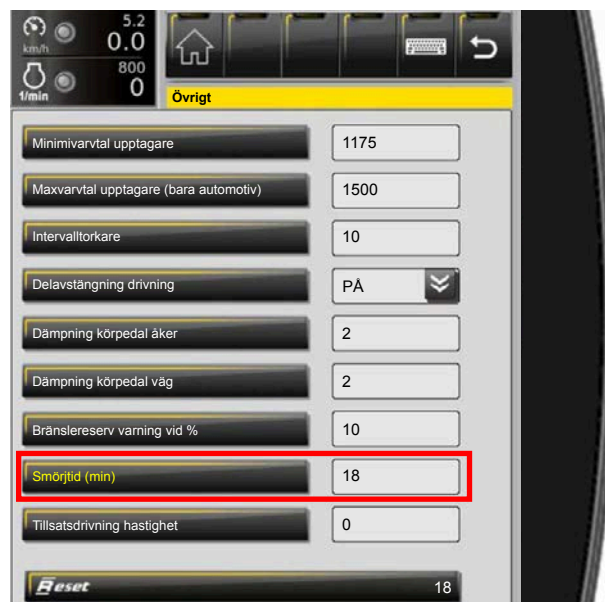 km/h
5.2
0.0
1/min
800
0
Övrigt
Minimivarvtal upptagare 1175
Maxvarvtal upptagare (bara automotiv) 1500
Intervalltorkare 10
Delavstängning drivning PÅ
Dämpning körpedal åker 2
Dämpning körpedal väg 2
Bränslereserv varning vid % 10
Smörjtid (min) 18
Tillsatsdrivning hastighet 0
Reset 18